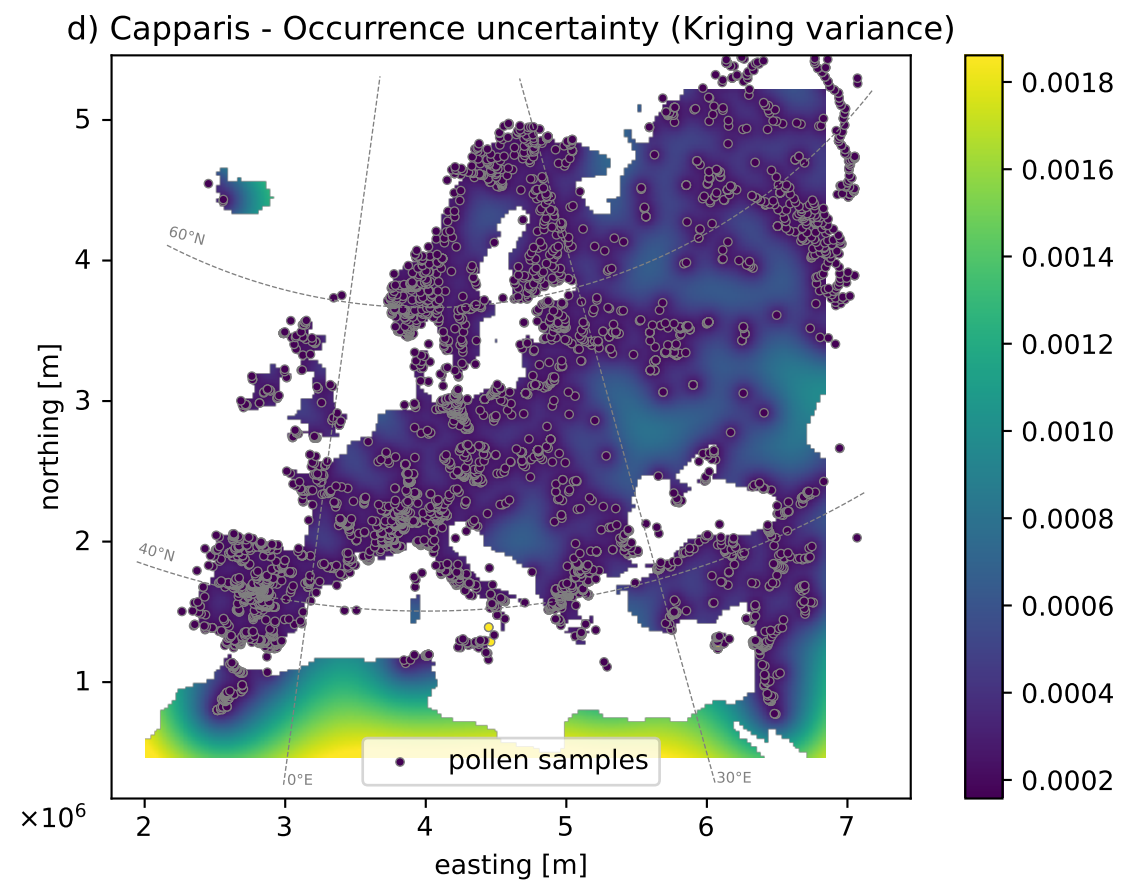 d) Capparis - Occurrence uncertainty (Kriging variance)
5
4
3
2
1
northing [m]
60°N
40°N
0°E
30°E
pollen samples
×10⁶
2 3 4 5 6 7
easting [m]
0.0018
0.0016
0.0014
0.0012
0.0010
0.0008
0.0006
0.0004
0.0002